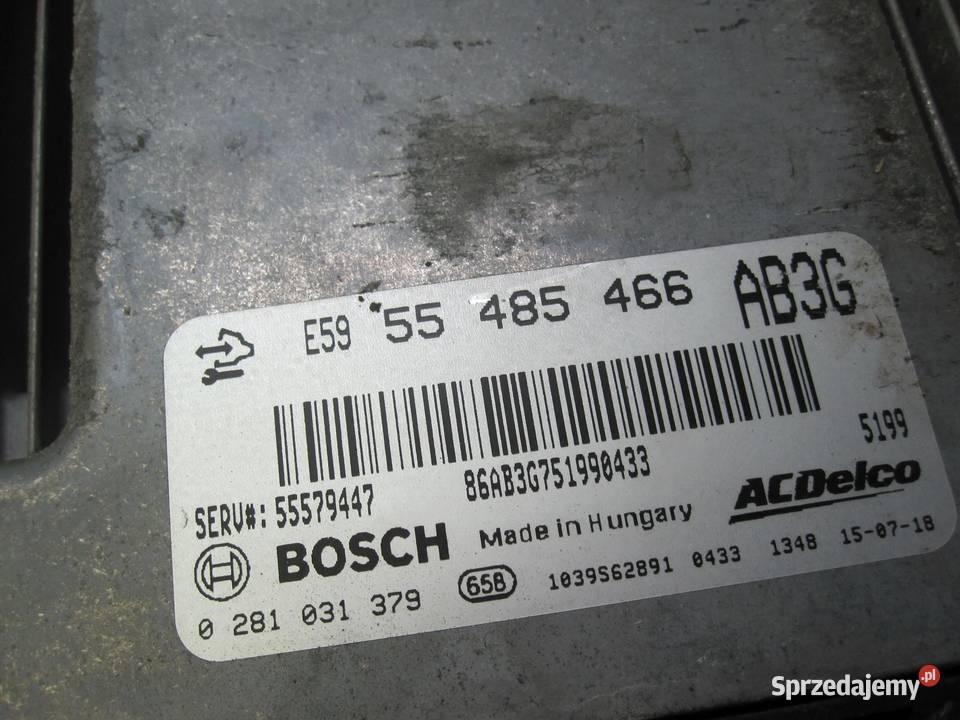 E59 55 485 466 AB3G
5199
SERV#: 55579447 86AB3G751990433
ACDelco
BOSCH Made in Hungary
0 281 031 379 658 1039S62891 0433 1348 15-07-18
Sprzedajemy.pl